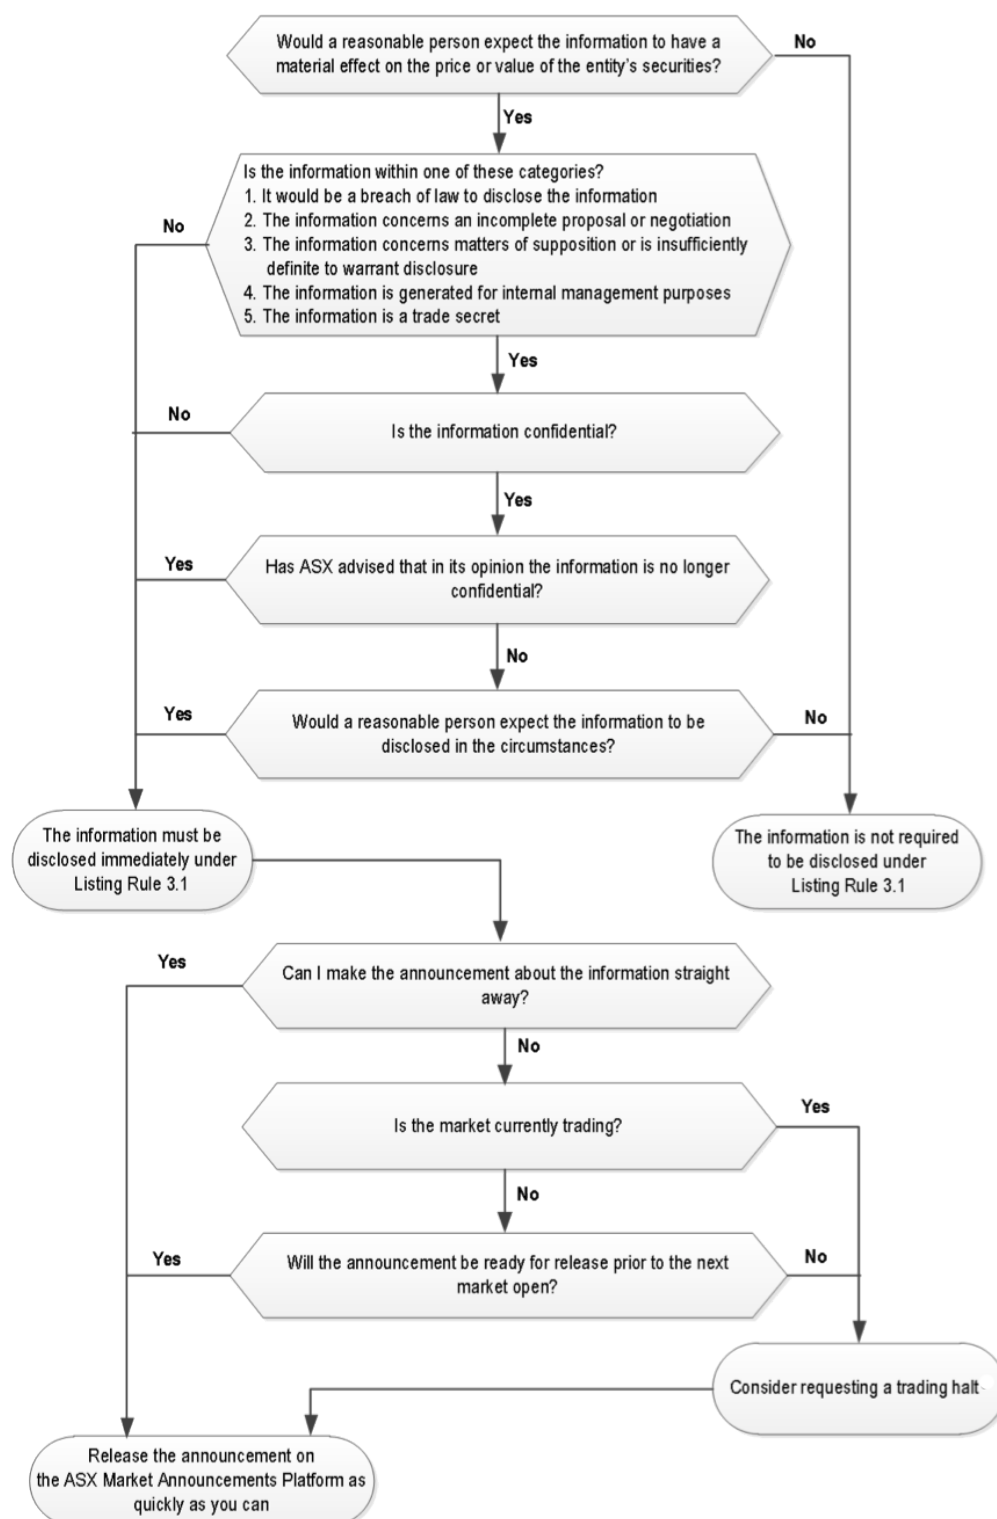 Would a reasonable person expect the information to have a
material effect on the price or value of the entity's securities?
No
Yes
Is the information within one of these categories?
1. It would be a breach of law to disclose the information
2. The information concerns an incomplete proposal or negotiation
3. The information concerns matters of supposition or is insufficiently
definite to warrant disclosure
4. The information is generated for internal management purposes
5. The information is a trade secret
No
Yes
No
Is the information confidential?
Yes
Yes
Has ASX advised that in its opinion the information is no longer
confidential?
No
Yes
Would a reasonable person expect the information to be
disclosed in the circumstances?
No
The information must be
disclosed immediately under
Listing Rule 3.1
The information is not required
to be disclosed under
Listing Rule 3.1
Yes
Can I make the announcement about the information straight
away?
No
Is the market currently trading?
Yes
No
Yes
Will the announcement be ready for release prior to the next
market open?
No
Consider requesting a trading halt
Release the announcement on
the ASX Market Announcements Platform as
quickly as you can